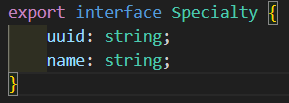 export interface Specialty {
    uuid: string;
    name: string;
}